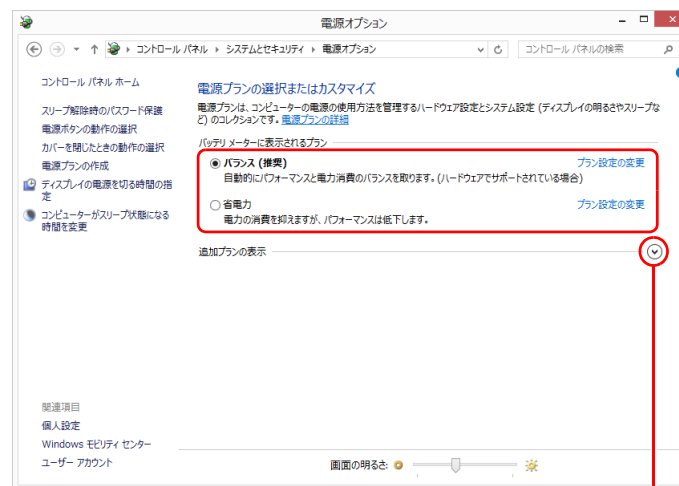 電源オプション
コントロール パネル
システムとセキュリティ
電源オプション
コントロール パネルの検索
コントロール パネル ホーム
スリープ解除時のパスワード保護
電源ボタンの動作の選択
カバーを閉じたときの動作の選択
電源プランの作成
ディスプレイの電源を切る時間の指
定
コンピューターがスリープ状態になる
時間を変更
電源プランの選択またはカスタマイズ
電源プランは、コンピューターの電源の使用方法を管理するハードウェア設定とシステム設定 (ディスプレイの明るさやスリープな
ど) のコレクションです。電源プランの詳細
バッテリ メーターに表示されるプラン
バランス (推奨) プラン設定の変更
自動的にパフォーマンスと電力消費のバランスを取ります。(ハードウェアでサポートされている場合)
省電力 プラン設定の変更
電力の消費を抑えますが、パフォーマンスは低下します。
追加プランの表示
関連項目
個人設定
Windows モビリティ センター
ユーザー アカウント
画面の明るさ: